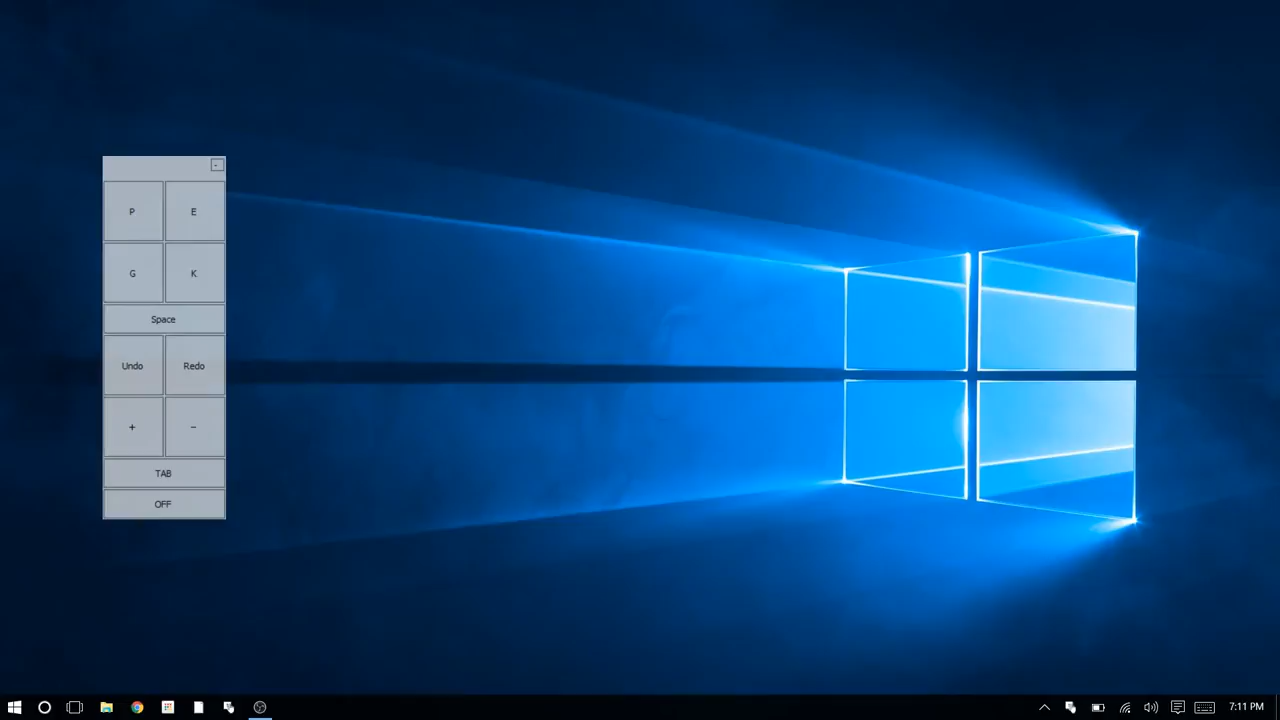 P E
G K
Space
Undo Redo
+ −
TAB
OFF
7:11 PM